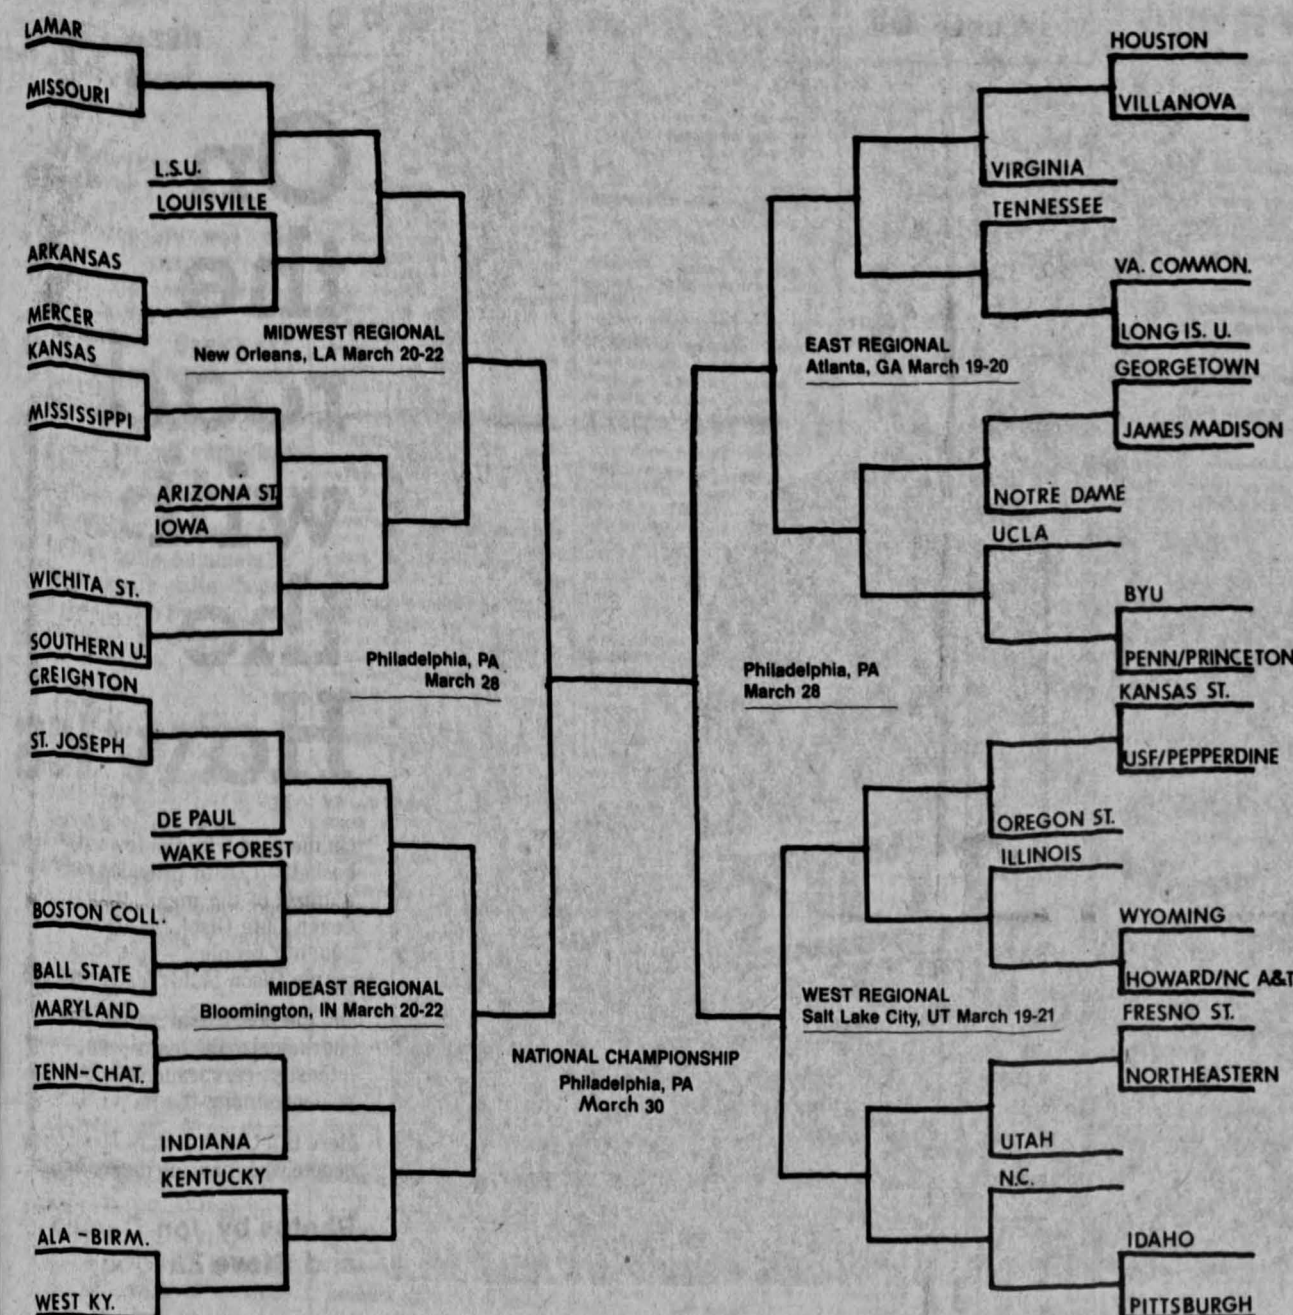 LAMAR
MISSOURI
L.S.U.
LOUISVILLE
ARKANSAS
MERCER
MIDWEST REGIONAL
New Orleans, LA March 20-22
KANSAS
MISSISSIPPI
ARIZONA ST
IOWA
WICHITA ST.
SOUTHERN U.
Philadelphia, PA
March 28
CREIGHTON
ST. JOSEPH
DE PAUL
WAKE FOREST
BOSTON COLL.
BALL STATE
MIDEAST REGIONAL
Bloomington, IN March 20-22
MARYLAND
TENN-CHAT.
INDIANA
KENTUCKY
ALA-BIRM.
WEST KY.
NATIONAL CHAMPIONSHIP
Philadelphia, PA
March 30
HOUSTON
VILLANOVA
VIRGINIA
TENNESSEE
VA. COMMON.
LONG IS. U.
EAST REGIONAL
Atlanta, GA March 19-20
GEORGETOWN
JAMES MADISON
NOTRE DAME
UCLA
BYU
PENN/PRINCETON
Philadelphia, PA
March 28
KANSAS ST.
USF/PEPPERDINE
OREGON ST.
ILLINOIS
WYOMING
HOWARD/NC A&T
WEST REGIONAL
Salt Lake City, UT March 19-21
FRESNO ST.
NORTHEASTERN
UTAH
N.C.
IDAHO
PITTSBURGH